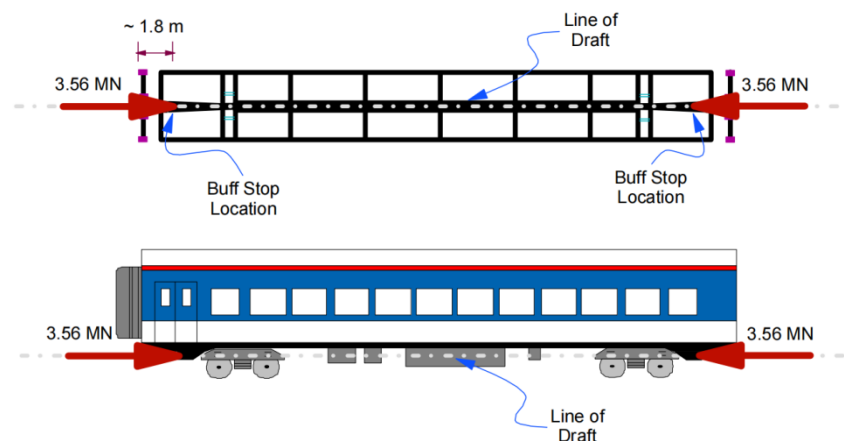 ~ 1.8 m
Line of
Draft
3.56 MN
3.56 MN
Buff Stop
Location
Buff Stop
Location
3.56 MN
3.56 MN
Line of
Draft